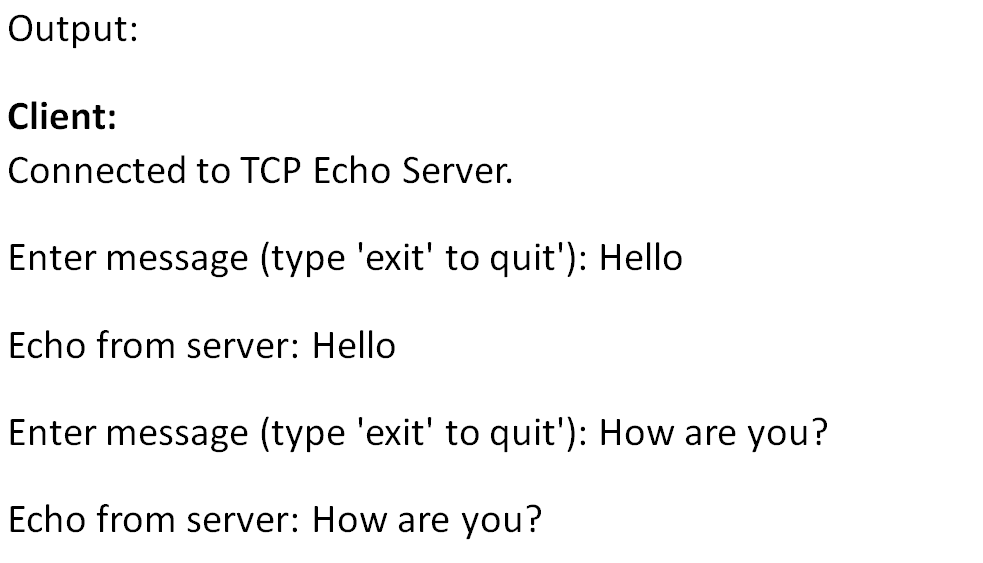 Output:
Client:
Connected to TCP Echo Server.
Enter message (type 'exit' to quit'): Hello
Echo from server: Hello
Enter message (type 'exit' to quit'): How are you?
Echo from server: How are you?